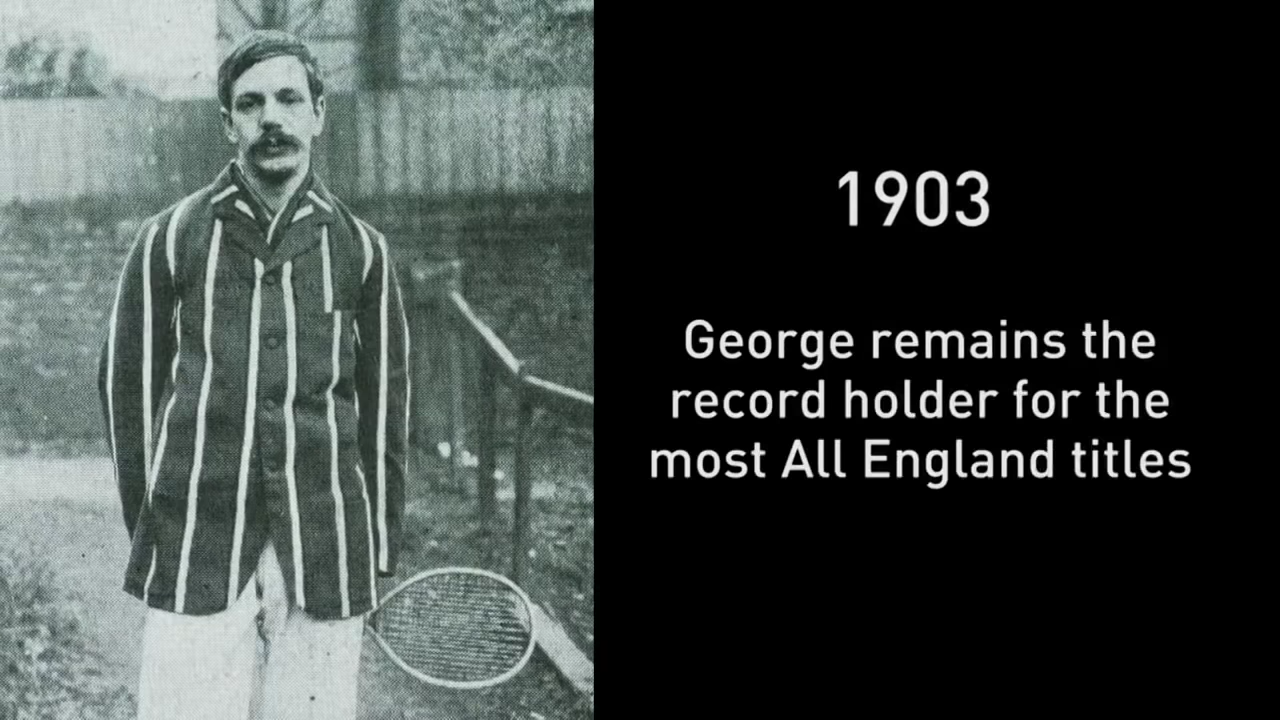 1903
George remains the
record holder for the
most All England titles